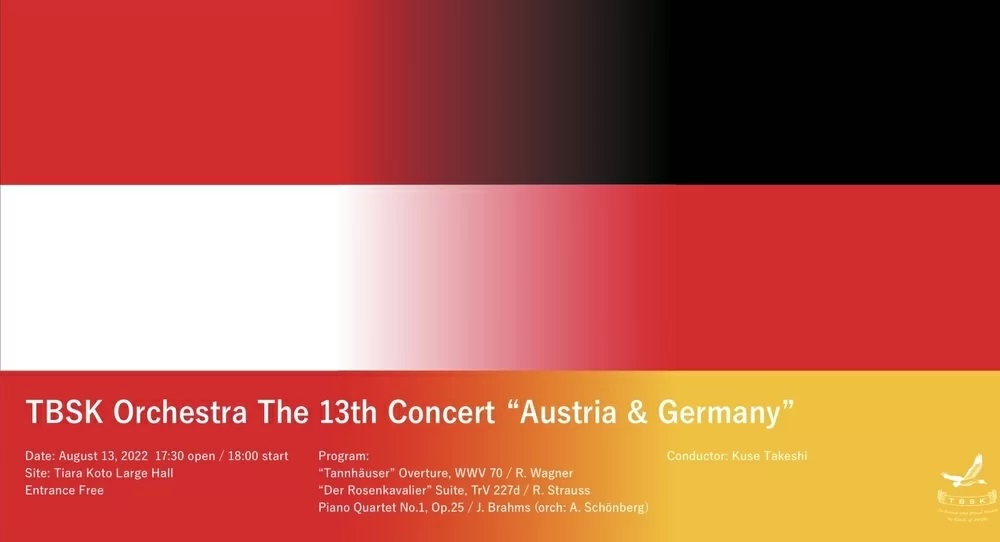 TBSK Orchestra The 13th Concert “Austria & Germany”
Date: August 13, 2022  17:30 open / 18:00 start
Site: Tiara Koto Large Hall
Entrance Free
Program:
“Tannhäuser” Overture, WWV 70 / R. Wagner
“Der Rosenkavalier” Suite, TrV 227d / R. Strauss
Piano Quartet No.1, Op.25 / J. Brahms (orch: A. Schönberg)
Conductor: Kuse Takeshi
TBSK